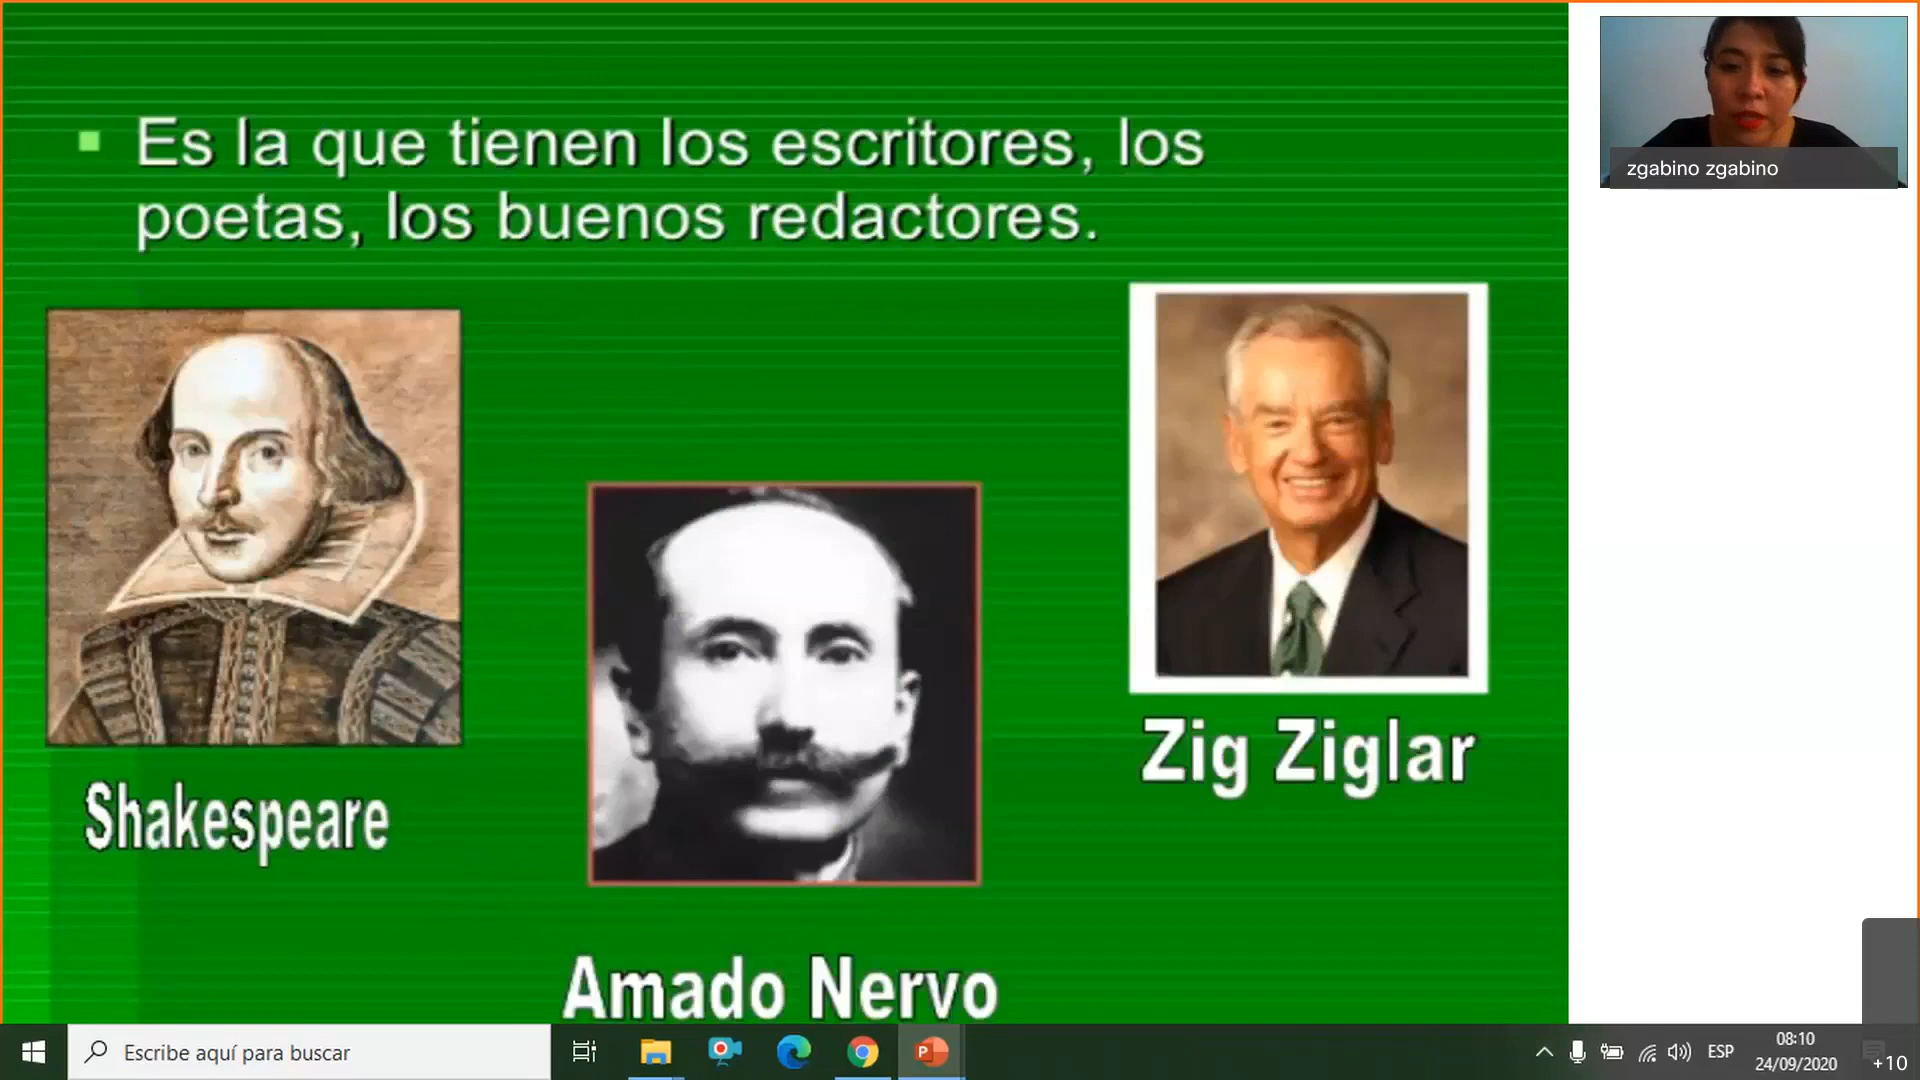 Es la que tienen los escritores, los
poetas, los buenos redactores.
zgabino zgabino
Zig Ziglar
Shakespeare
Amado Nervo
Escribe aquí para buscar
P
ESP
08:10
24/09/2020
+10